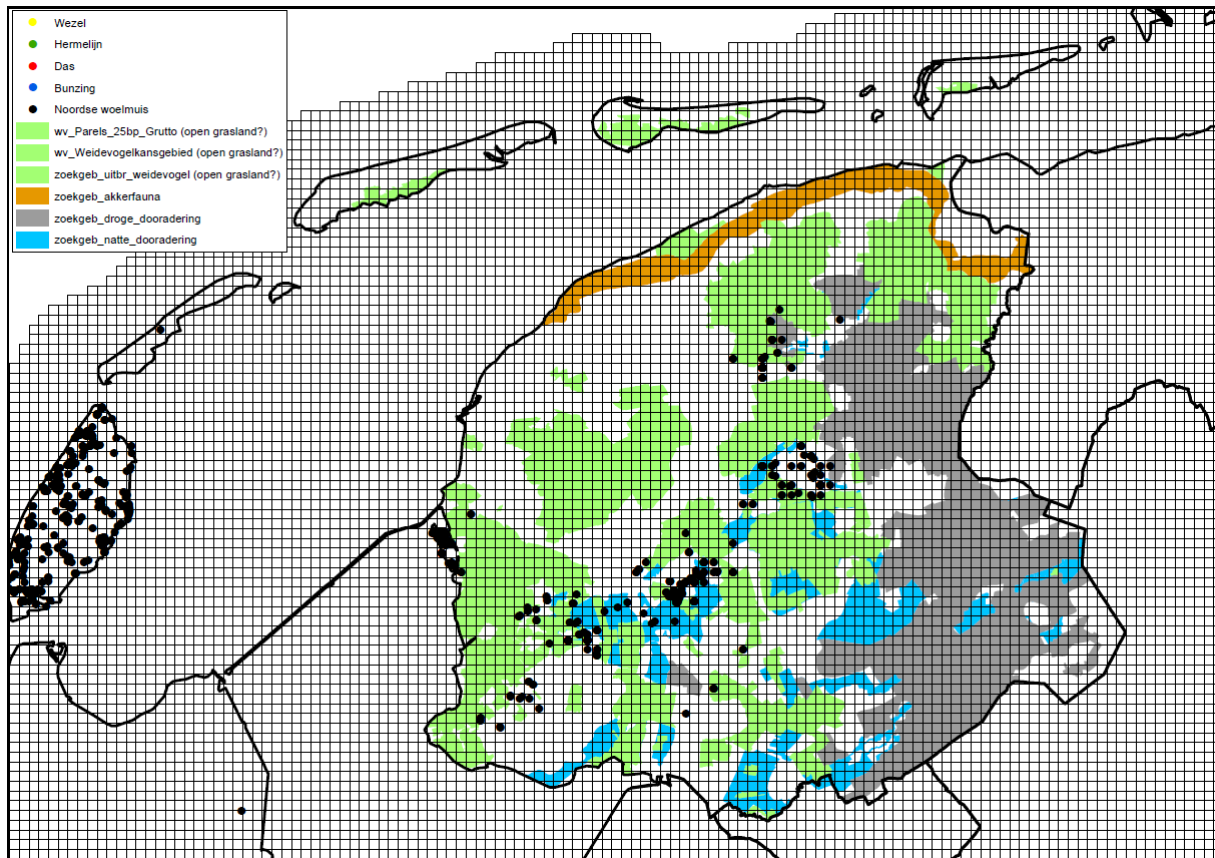 Wezel
Hermelijn
Das
Bunzing
Noordse woelmuis
wv_Parels_25bp_Grutto (open grasland?)
wv_Weidevogelkansgebied (open grasland?)
zoekgeb_uitbr_weidevogel (open grasland?)
zoekgeb_akkerfauna
zoekgeb_droge_dooradering
zoekgeb_natte_dooradering